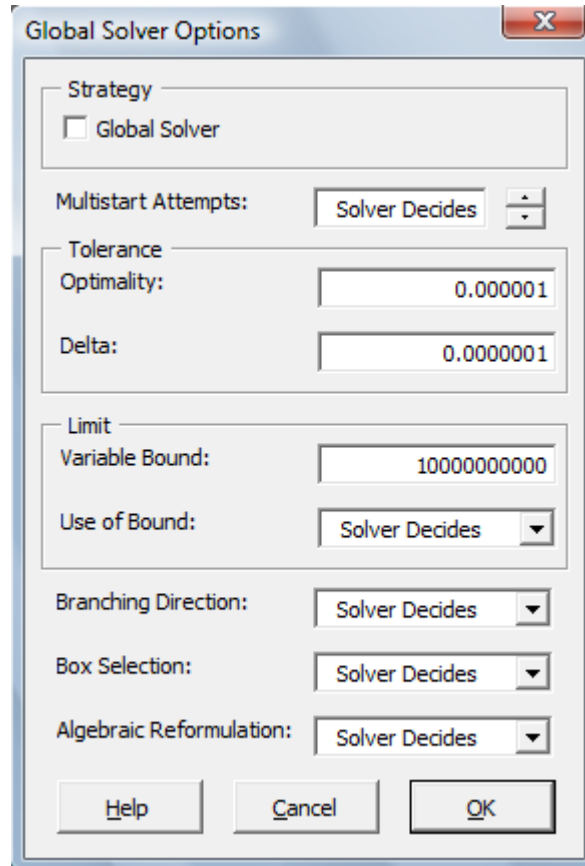 Global Solver Options
Strategy
Global Solver
Multistart Attempts: Solver Decides
Tolerance
Optimality: 0.000001
Delta: 0.0000001
Limit
Variable Bound: 10000000000
Use of Bound: Solver Decides
Branching Direction: Solver Decides
Box Selection: Solver Decides
Algebraic Reformulation: Solver Decides
Help Cancel OK